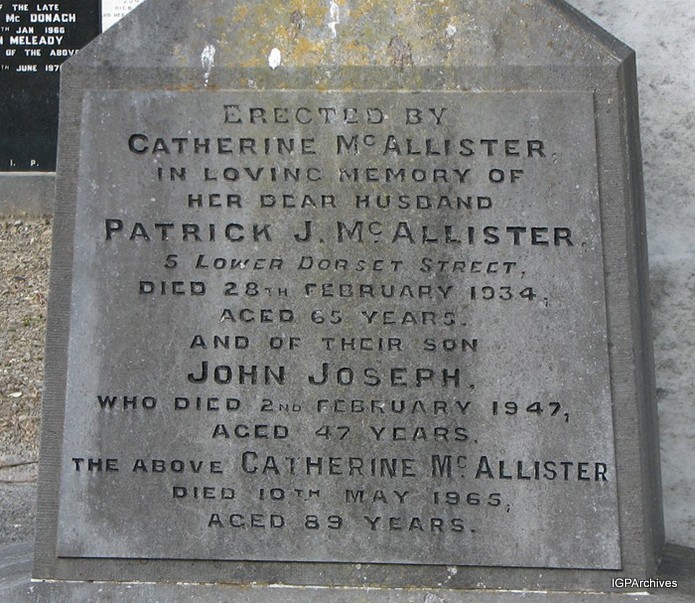 THE LATE
Mc DONAGH
TH JAN 1966
MELEADY
OF THE ABOVE
TH JUNE
I. P.
ERECTED BY
CATHERINE McALLISTER,
IN LOVING MEMORY OF
HER DEAR HUSBAND
PATRICK J. McALLISTER.
5 LOWER DORSET STREET,
DIED 28TH FEBRUARY 1934,
AGED 65 YEARS.
AND OF THEIR SON
JOHN JOSEPH,
WHO DIED 2ND FEBRUARY 1947,
AGED 47 YEARS.
THE ABOVE CATHERINE McALLISTER
DIED 10TH MAY 1965,
AGED 89 YEARS.
IGPArchives